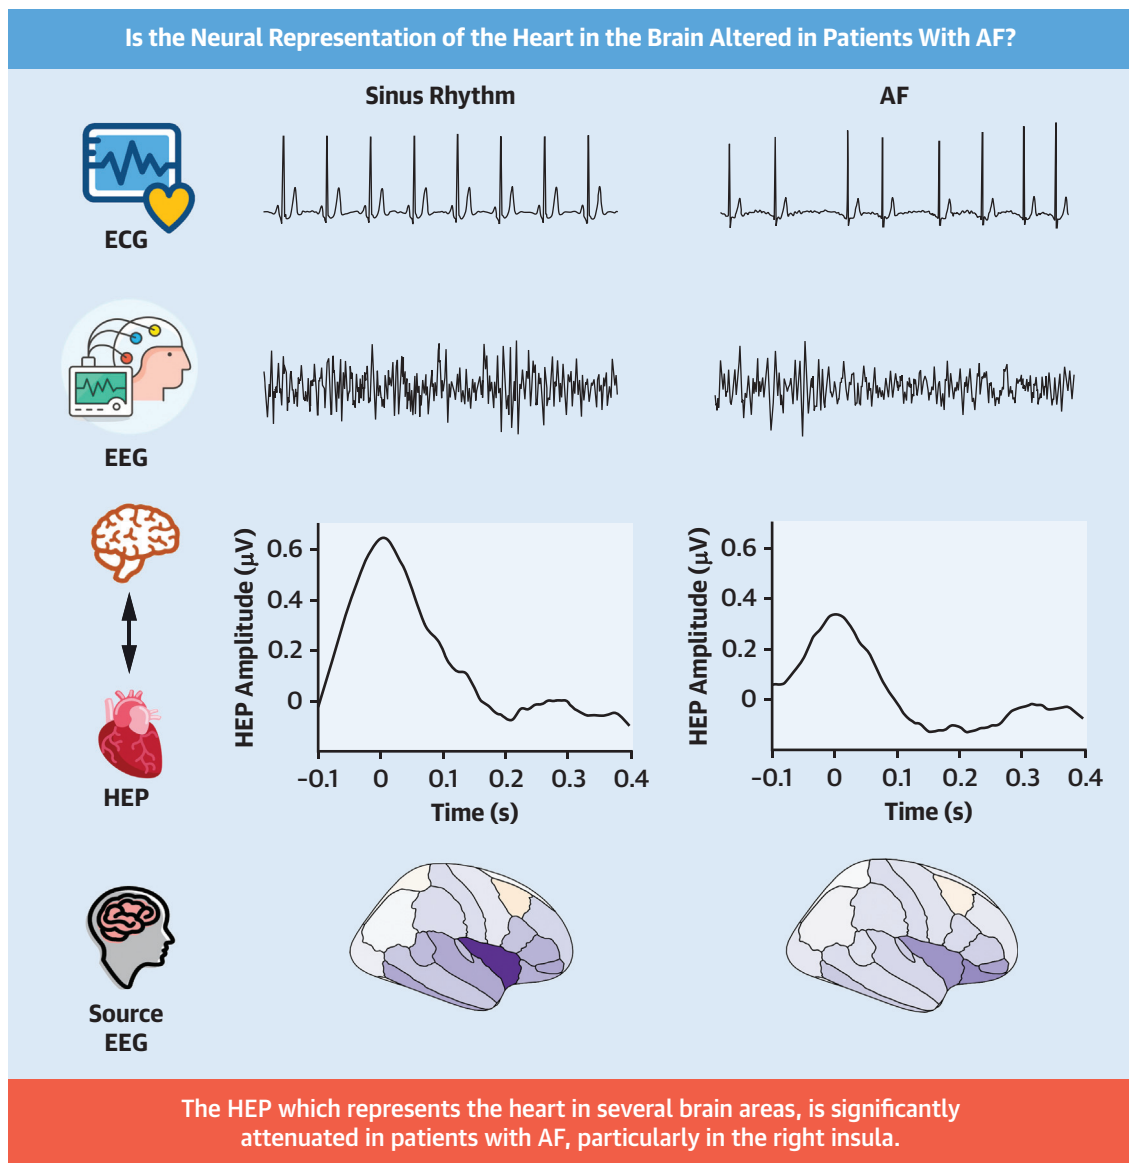 Is the Neural Representation of the Heart in the Brain Altered in Patients With AF?
Sinus Rhythm
AF
ECG
EEG
HEP
HEP Amplitude (μV)
0.6
0.4
0.2
0
−0.1 0 0.1 0.2 0.3 0.4
Time (s)
HEP Amplitude (μV)
0.6
0.4
0.2
0
−0.1 0 0.1 0.2 0.3 0.4
Time (s)
Source
EEG
The HEP which represents the heart in several brain areas, is significantly
attenuated in patients with AF, particularly in the right insula.